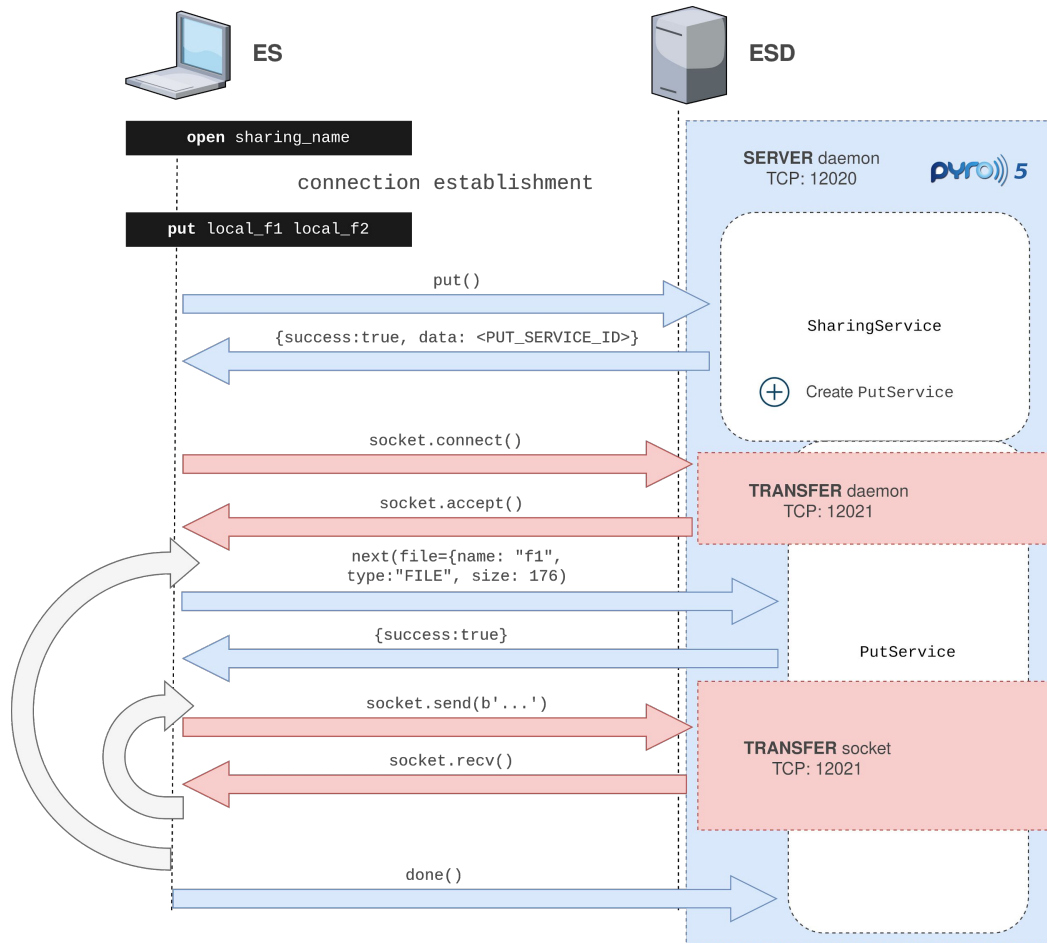 ES
ESD
open sharing_name
SERVER daemon
TCP: 12020
pyro 5
connection establishment
put local_f1 local_f2
put()
SharingService
{success:true, data: <PUT_SERVICE_ID>}
Create PutService
socket.connect()
TRANSFER daemon
TCP: 12021
socket.accept()
next(file={name: "f1",
type:"FILE", size: 176)
{success:true}
PutService
socket.send(b'...')
TRANSFER socket
TCP: 12021
socket.recv()
done()